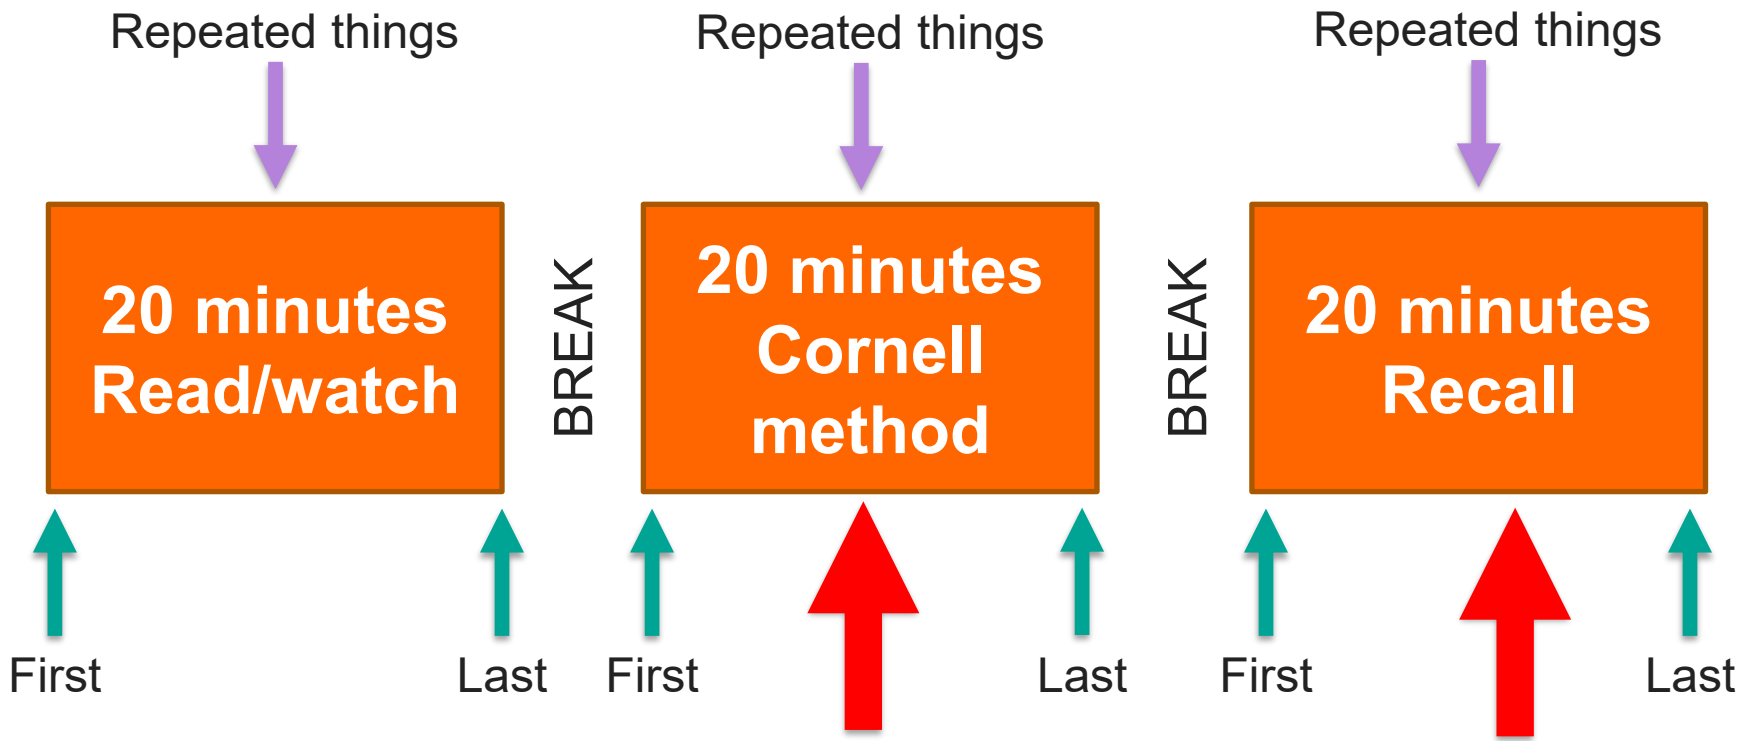 Repeated things
Repeated things
Repeated things
20 minutes
Read/watch
BREAK
20 minutes
Cornell
method
BREAK
20 minutes
Recall
First
Last
First
Last
First
Last